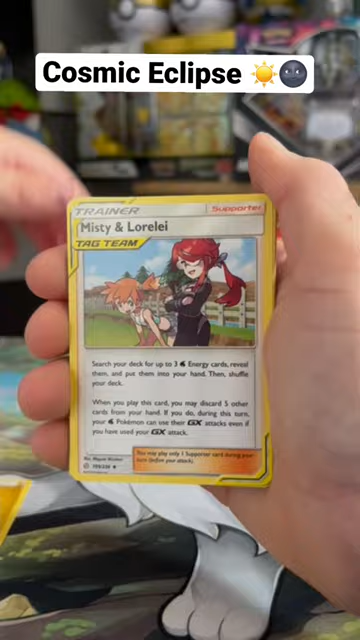 Cosmic Eclipse ☀️🌚
TRAINER
Supporter
Misty & Lorelei
TAG TEAM
Search your deck for up to 3 Energy cards, reveal
them, and put them into your hand. Then, shuffle
your deck.
When you play this card, you may discard 5 other
cards from your hand. If you do, during this turn,
your Pokémon can use their GX attacks even if
you have used your GX attack.
You may play only 1 Supporter card during your
turn (before your attack).